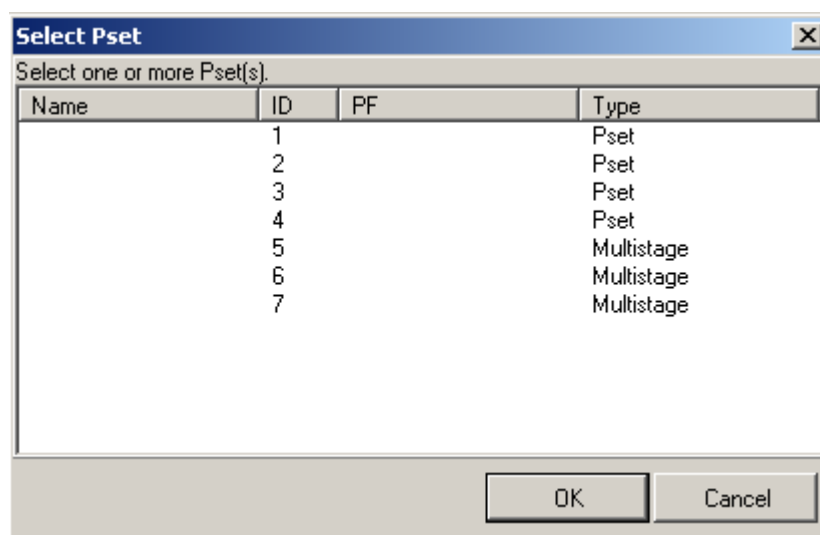 Select Pset
Select one or more Pset(s).
Name ID PF Type
1 Pset
2 Pset
3 Pset
4 Pset
5 Multistage
6 Multistage
7 Multistage
OK Cancel